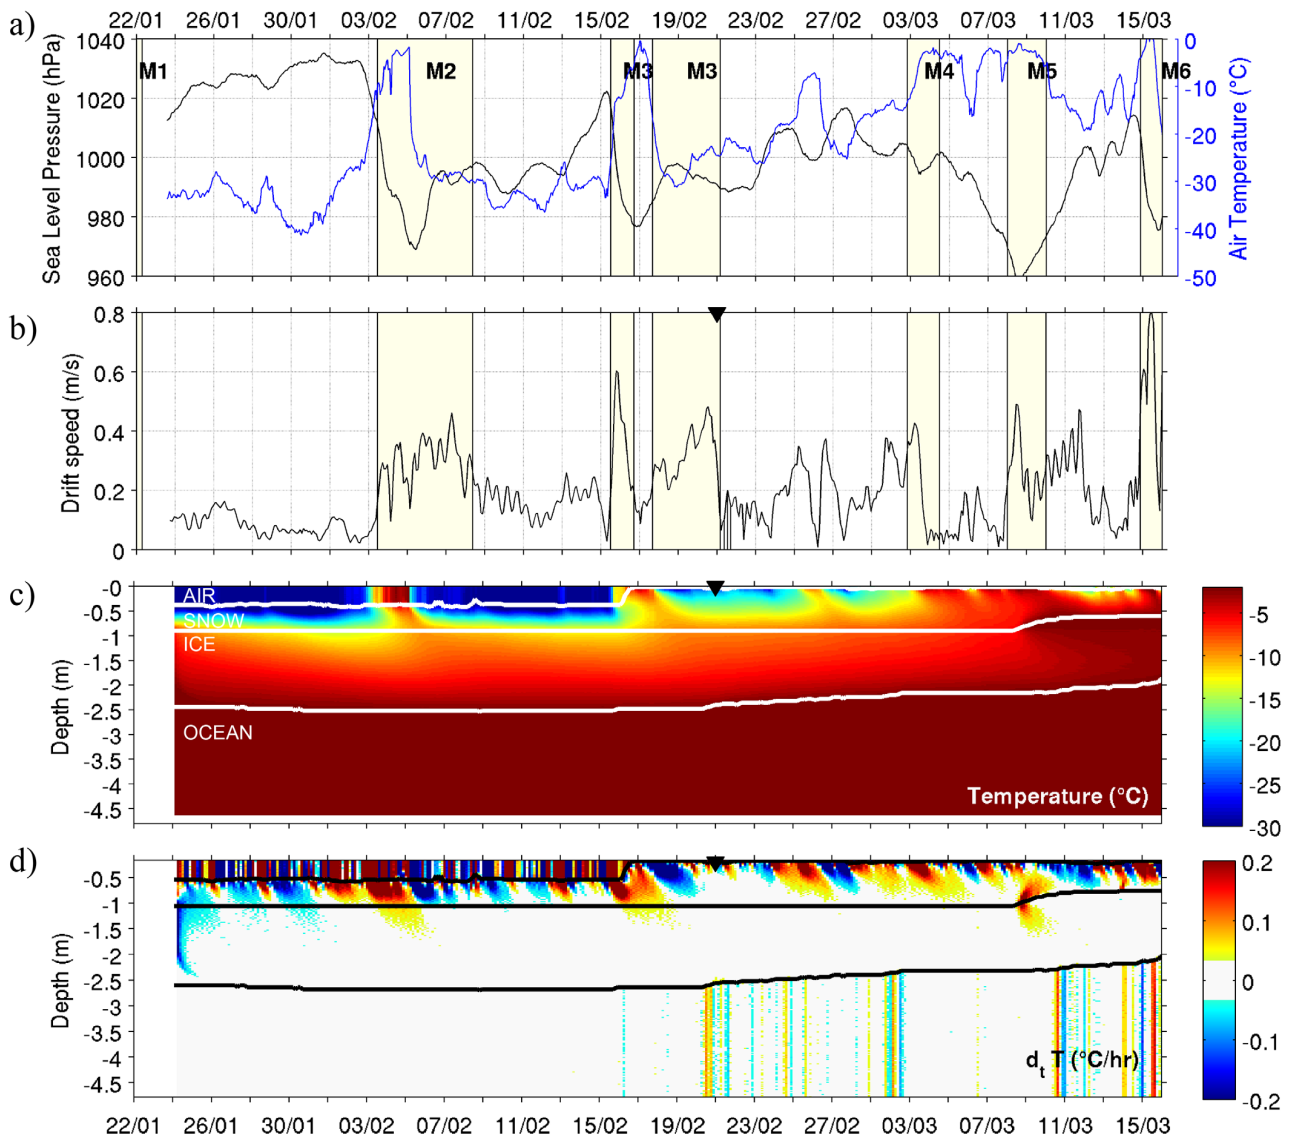 a)
22/01 26/01 30/01 03/02 07/02 11/02 15/02 19/02 23/02 27/02 03/03 07/03 11/03 15/03
Sea Level Pressure (hPa)
1040
1020
1000
980
960
M1 M2 M3 M3 M4 M5 M6
0
-10
-20
-30
-40
-50
Air Temperature (°C)
b)
Drift speed (m/s)
0.8
0.6
0.4
0.2
0
c)
Depth (m)
-0
-0.5
-1
-1.5
-2
-2.5
-3
-3.5
-4
-4.5
AIR
SNOW
ICE
OCEAN
Temperature (°C)
-5
-10
-15
-20
-25
-30
d)
Depth (m)
-0.5
-1
-1.5
-2
-2.5
-3
-3.5
-4
-4.5
dt T (°C/hr)
0.2
0.1
0
-0.1
-0.2
22/01 26/01 30/01 03/02 07/02 11/02 15/02 19/02 23/02 27/02 03/03 07/03 11/03 15/03